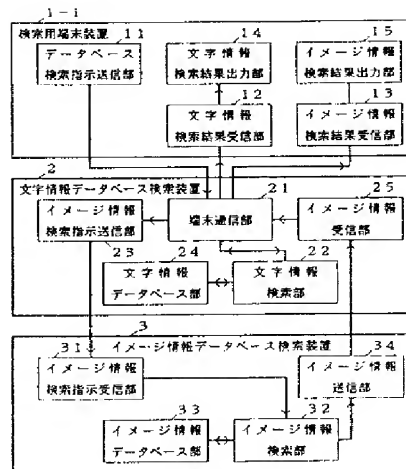 1-1
検索用端末装置
11
データベース
検索指示送信部
14
文字情報
検索結果出力部
15
イメージ情報
検索結果出力部
12
文字情報
検索結果受信部
13
イメージ情報
検索結果受信部
2
文字情報データベース検索装置
イメージ情報
検索指示送信部
23
21
端末通信部
25
イメージ情報
受信部
24
文字情報
データベース部
22
文字情報
検索部
3
イメージ情報データベース検索装置
31
イメージ情報
検索指示受信部
34
イメージ情報
送信部
33
イメージ情報
データベース部
32
イメージ情報
検索部